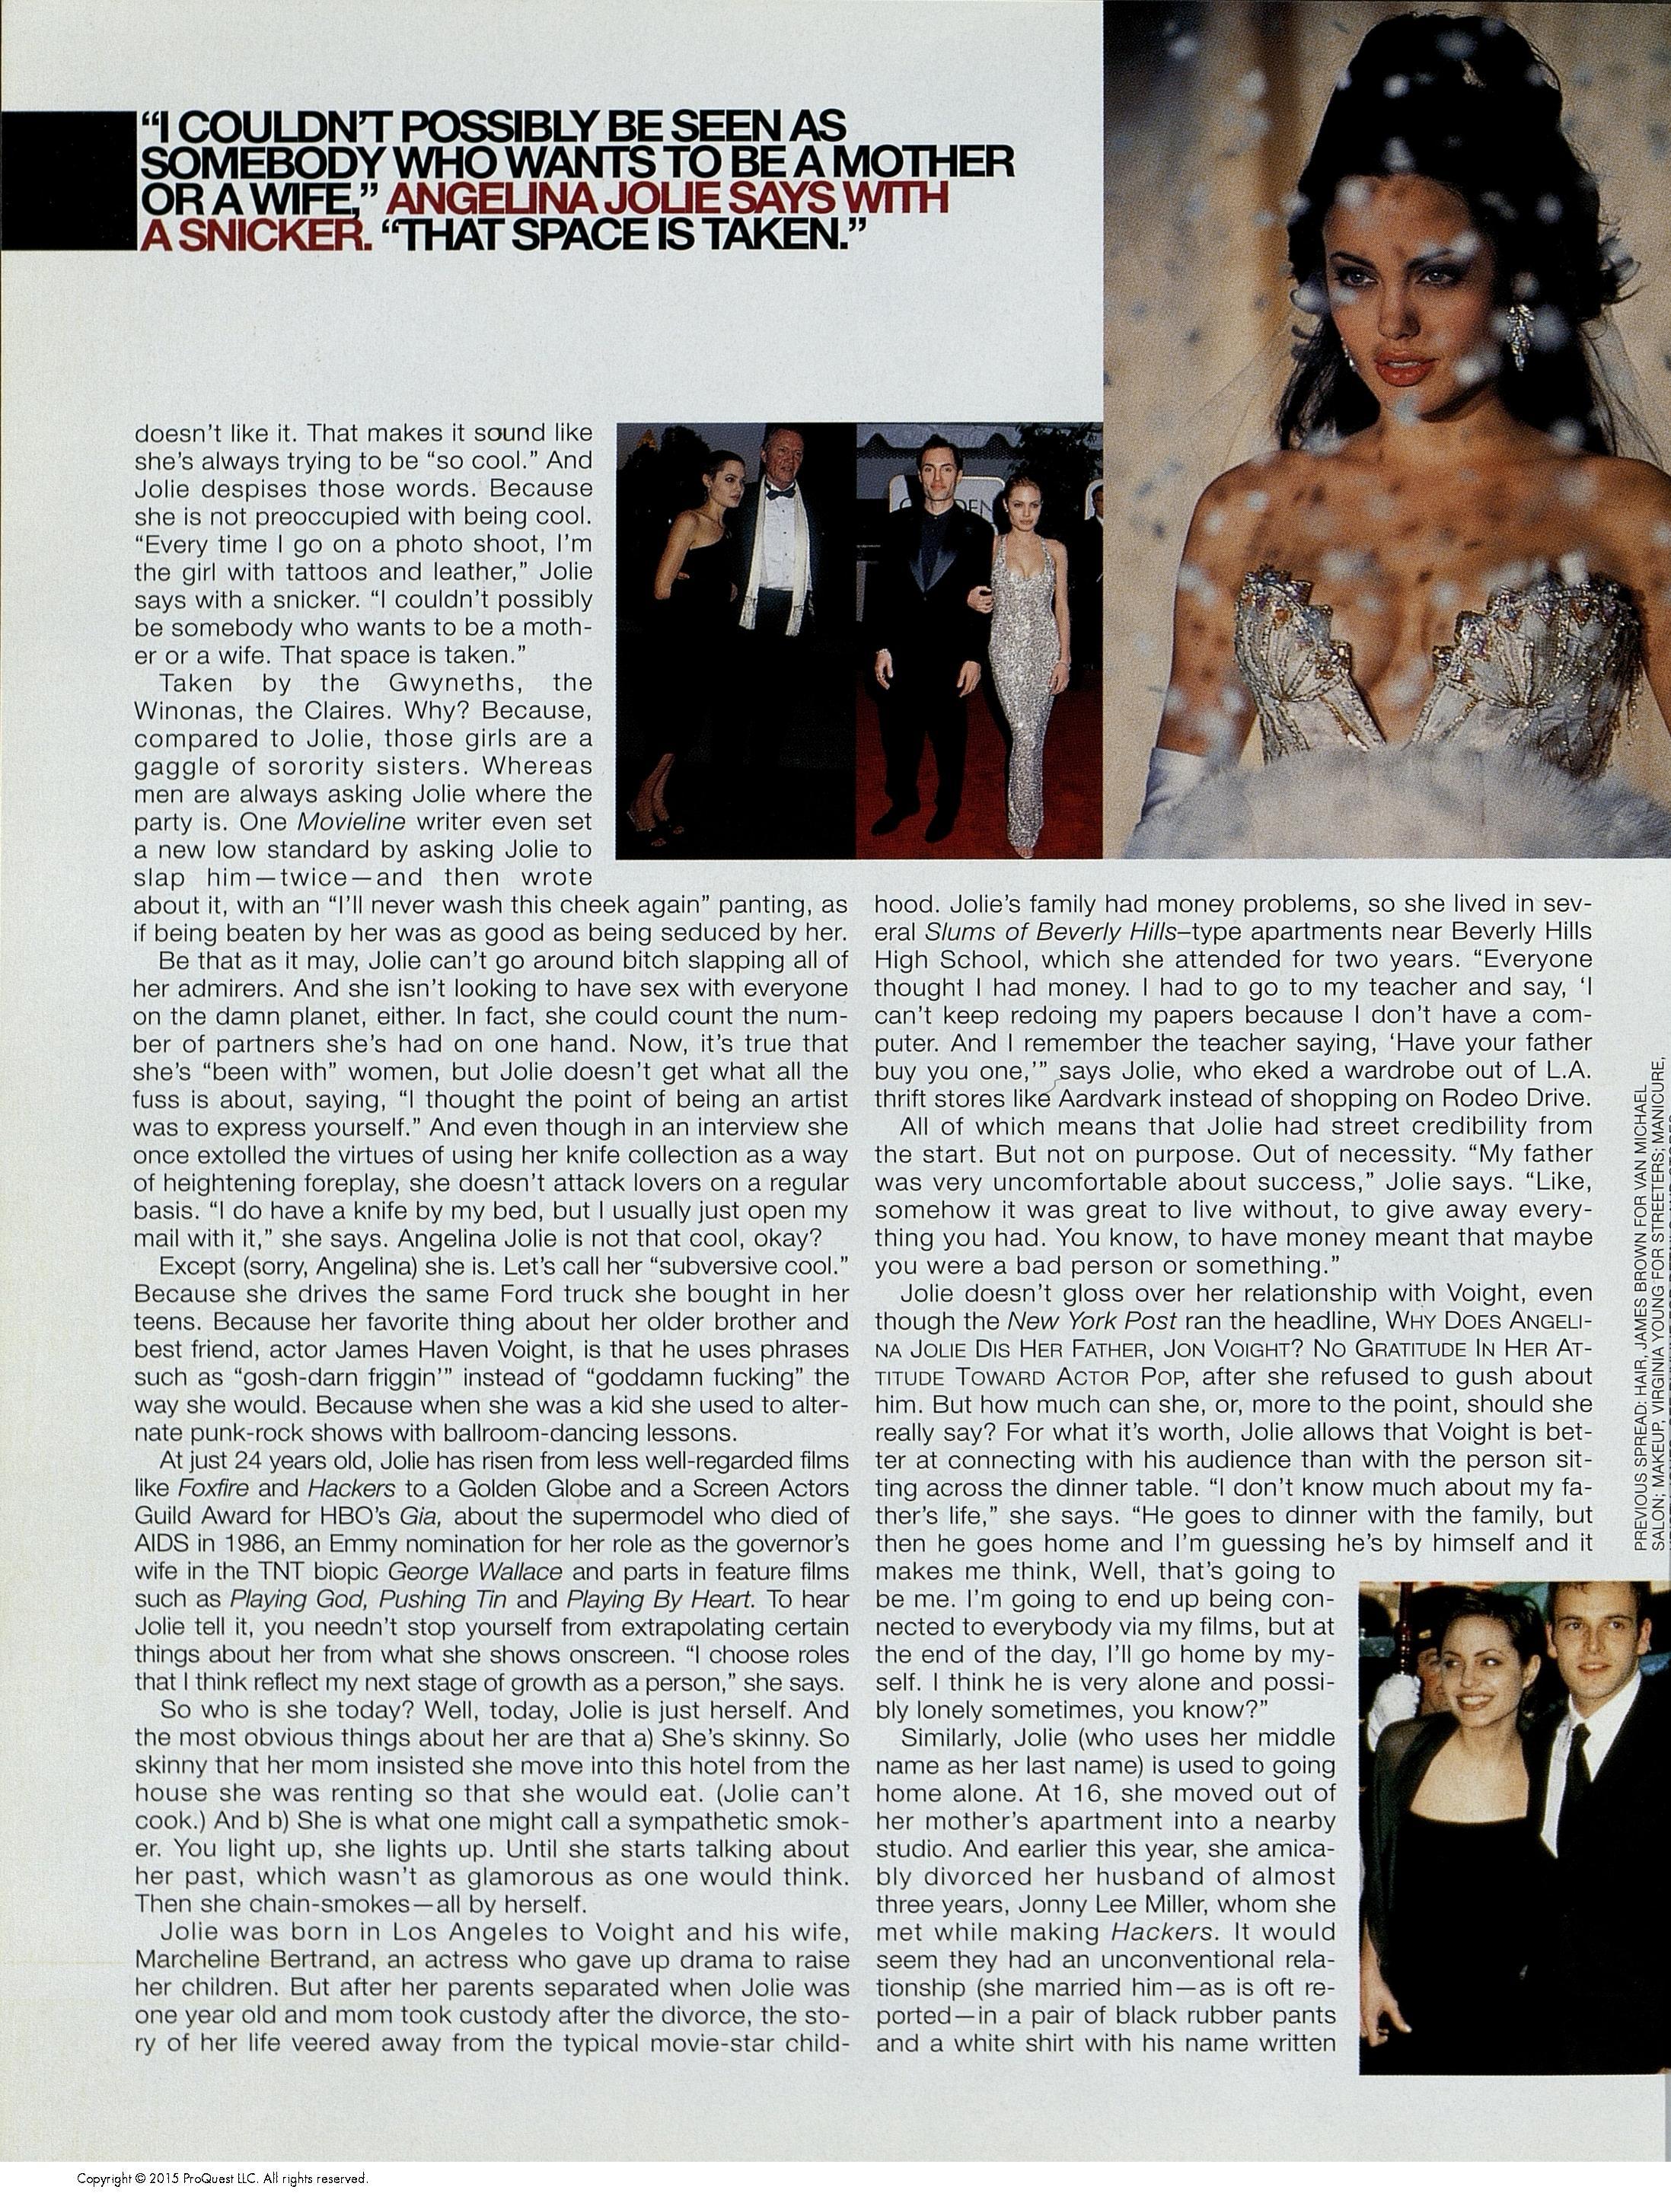 “I COULDN’T POSSIBLY BE SEEN AS
SOMEBODY WHO WANTS TO BE A MOTHER
OR A WIFE,” ANGELINA JOLIE SAYS WITH
A SNICKER. “THAT SPACE IS TAKEN.”
doesn’t like it. That makes it sound like
she’s always trying to be “so cool.” And
Jolie despises those words. Because
she is not preoccupied with being cool.
“Every time I go on a photo shoot, I’m
the girl with tattoos and leather,” Jolie
says with a snicker. “I couldn’t possibly
be somebody who wants to be a moth-
er or a wife. That space is taken.”
Taken by the Gwyneths, the
Winonas, the Claires. Why? Because,
compared to Jolie, those girls are a
gaggle of sorority sisters. Whereas
men are always asking Jolie where the
party is. One Movieline writer even set
a new low standard by asking Jolie to
slap him—twice—and then wrote
about it, with an “I’ll never wash this cheek again” panting, as
if being beaten by her was as good as being seduced by her.
Be that as it may, Jolie can’t go around bitch slapping all of
her admirers. And she isn’t looking to have sex with everyone
on the damn planet, either. In fact, she could count the num-
ber of partners she’s had on one hand. Now, it’s true that
she’s “been with” women, but Jolie doesn’t get what all the
fuss is about, saying, “I thought the point of being an artist
was to express yourself.” And even though in an interview she
once extolled the virtues of using her knife collection as a way
of heightening foreplay, she doesn’t attack lovers on a regular
basis. “I do have a knife by my bed, but I usually just open my
mail with it,” she says. Angelina Jolie is not that cool, okay?
Except (sorry, Angelina) she is. Let’s call her “subversive cool.”
Because she drives the same Ford truck she bought in her
teens. Because her favorite thing about her older brother and
best friend, actor James Haven Voight, is that he uses phrases
such as “gosh-darn friggin’” instead of “goddamn fucking” the
way she would. Because when she was a kid she used to alter-
nate punk-rock shows with ballroom-dancing lessons.
At just 24 years old, Jolie has risen from less well-regarded films
like Foxfire and Hackers to a Golden Globe and a Screen Actors
Guild Award for HBO’s Gia, about the supermodel who died of
AIDS in 1986, an Emmy nomination for her role as the governor’s
wife in the TNT biopic George Wallace and parts in feature films
such as Playing God, Pushing Tin and Playing By Heart. To hear
Jolie tell it, you needn’t stop yourself from extrapolating certain
things about her from what she shows onscreen. “I choose roles
that I think reflect my next stage of growth as a person,” she says.
So who is she today? Well, today, Jolie is just herself. And
the most obvious things about her are that a) She’s skinny. So
skinny that her mom insisted she move into this hotel from the
house she was renting so that she would eat. (Jolie can’t
cook.) And b) She is what one might call a sympathetic smok-
er. You light up, she lights up. Until she starts talking about
her past, which wasn’t as glamorous as one would think.
Then she chain-smokes—all by herself.
Jolie was born in Los Angeles to Voight and his wife,
Marcheline Bertrand, an actress who gave up drama to raise
her children. But after her parents separated when Jolie was
one year old and mom took custody after the divorce, the sto-
ry of her life veered away from the typical movie-star child-
hood. Jolie’s family had money problems, so she lived in sev-
eral Slums of Beverly Hills–type apartments near Beverly Hills
High School, which she attended for two years. “Everyone
thought I had money. I had to go to my teacher and say, ‘I
can’t keep redoing my papers because I don’t have a com-
puter. And I remember the teacher saying, ‘Have your father
buy you one,’” says Jolie, who eked a wardrobe out of L.A.
thrift stores like Aardvark instead of shopping on Rodeo Drive.
All of which means that Jolie had street credibility from
the start. But not on purpose. Out of necessity. “My father
was very uncomfortable about success,” Jolie says. “Like,
somehow it was great to live without, to give away every-
thing you had. You know, to have money meant that maybe
you were a bad person or something.”
Jolie doesn’t gloss over her relationship with Voight, even
though the New York Post ran the headline, WHY DOES ANGELI-
NA JOLIE DIS HER FATHER, JON VOIGHT? NO GRATITUDE IN HER AT-
TITUDE TOWARD ACTOR POP, after she refused to gush about
him. But how much can she, or, more to the point, should she
really say? For what it’s worth, Jolie allows that Voight is bet-
ter at connecting with his audience than with the person sit-
ting across the dinner table. “I don’t know much about my fa-
ther’s life,” she says. “He goes to dinner with the family, but
then he goes home and I’m guessing he’s by himself and it
makes me think, Well, that’s going to
be me. I’m going to end up being con-
nected to everybody via my films, but at
the end of the day, I’ll go home by my-
self. I think he is very alone and possi-
bly lonely sometimes, you know?”
Similarly, Jolie (who uses her middle
name as her last name) is used to going
home alone. At 16, she moved out of
her mother’s apartment into a nearby
studio. And earlier this year, she amica-
bly divorced her husband of almost
three years, Jonny Lee Miller, whom she
met while making Hackers. It would
seem they had an unconventional rela-
tionship (she married him—as is oft re-
ported—in a pair of black rubber pants
and a white shirt with his name written
PREVIOUS SPREAD: HAIR, JAMES BROWN FOR VAN MICHAEL
SALON; MAKEUP, VIRGINIA YOUNG FOR STREETERS; MANICURE,
Copyright © 2015 ProQuest LLC. All rights reserved.